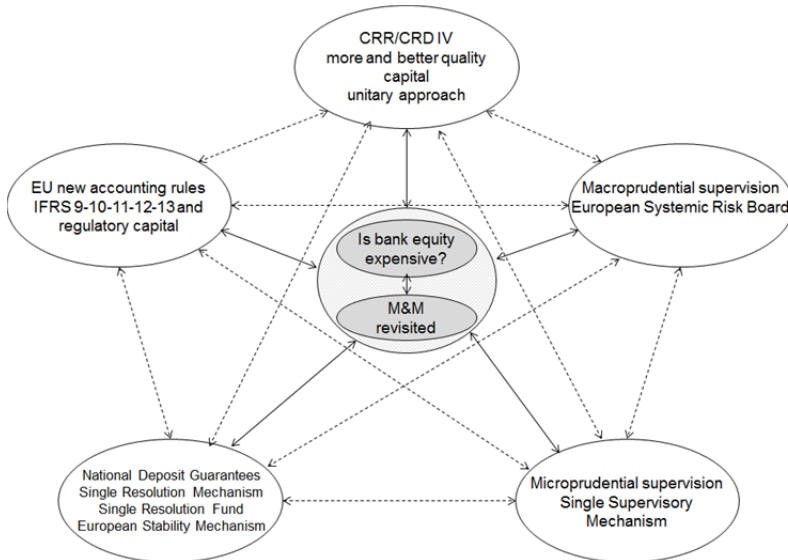 CRR/CRD IV
more and better quality
capital
unitary approach
EU new accounting rules
IFRS 9-10-11-12-13 and
regulatory capital
Macroprudential supervision
European Systemic Risk Board
Is bank equity
expensive?
M&M
revisited
National Deposit Guarantees
Single Resolution Mechanism
Single Resolution Fund
European Stability Mechanism
Microprudential supervision
Single Supervisory
Mechanism